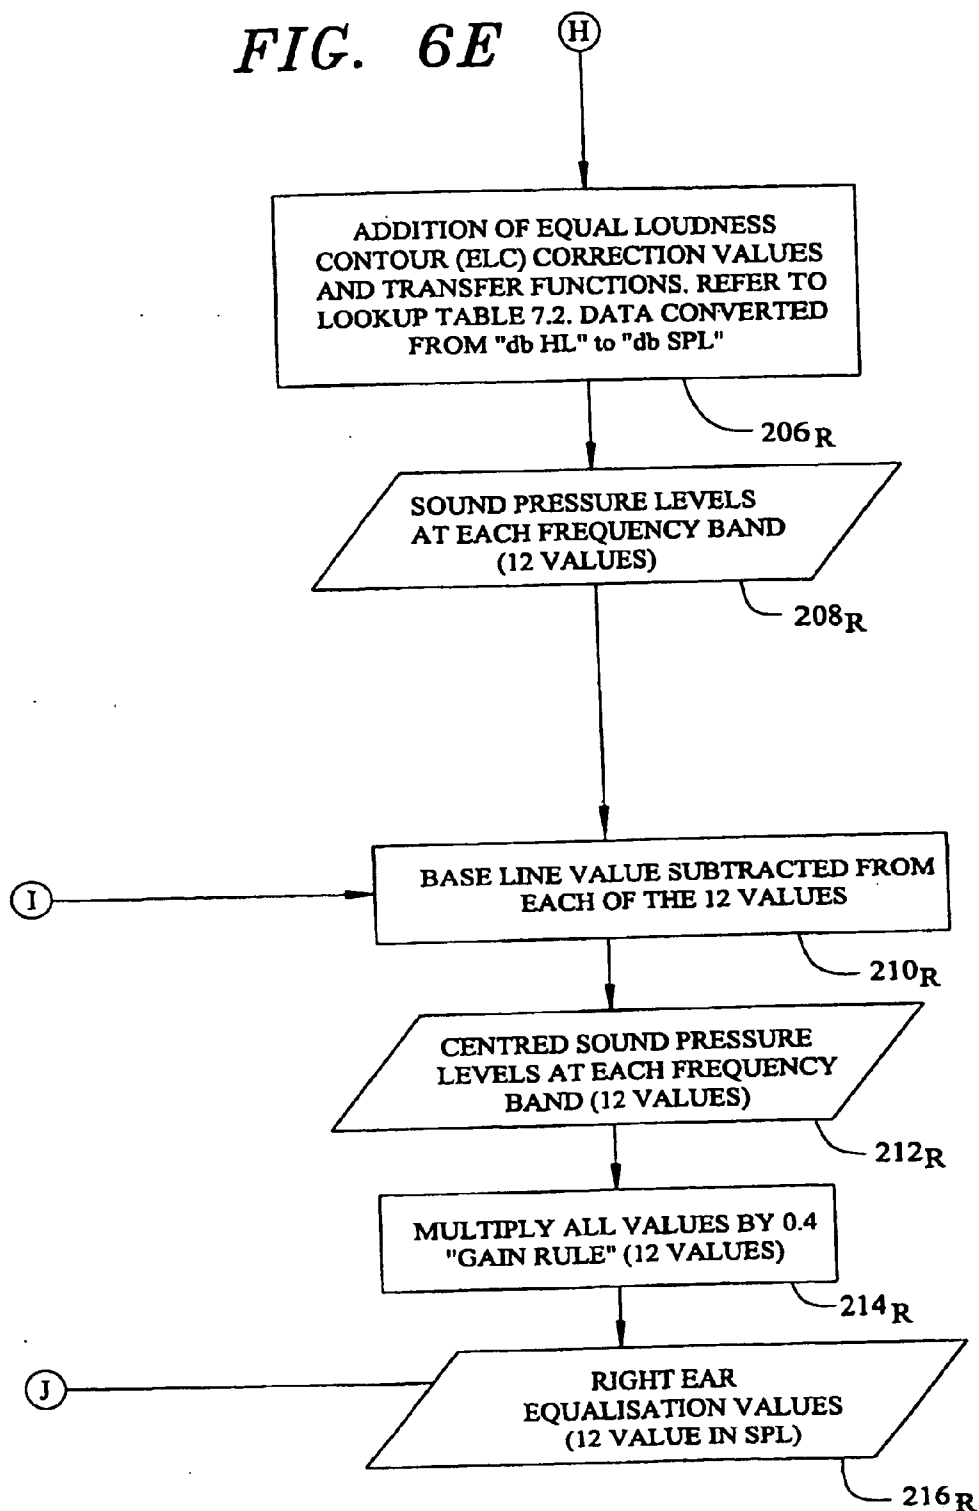 FIG. 6E
H
ADDITION OF EQUAL LOUDNESS
CONTOUR (ELC) CORRECTION VALUES
AND TRANSFER FUNCTIONS. REFER TO
LOOKUP TABLE 7.2. DATA CONVERTED
FROM "db HL" to "db SPL"
206R
SOUND PRESSURE LEVELS
AT EACH FREQUENCY BAND
(12 VALUES)
208R
I
BASE LINE VALUE SUBTRACTED FROM
EACH OF THE 12 VALUES
210R
CENTRED SOUND PRESSURE
LEVELS AT EACH FREQUENCY
BAND (12 VALUES)
212R
MULTIPLY ALL VALUES BY 0.4
"GAIN RULE" (12 VALUES)
214R
J
RIGHT EAR
EQUALISATION VALUES
(12 VALUE IN SPL)
216R